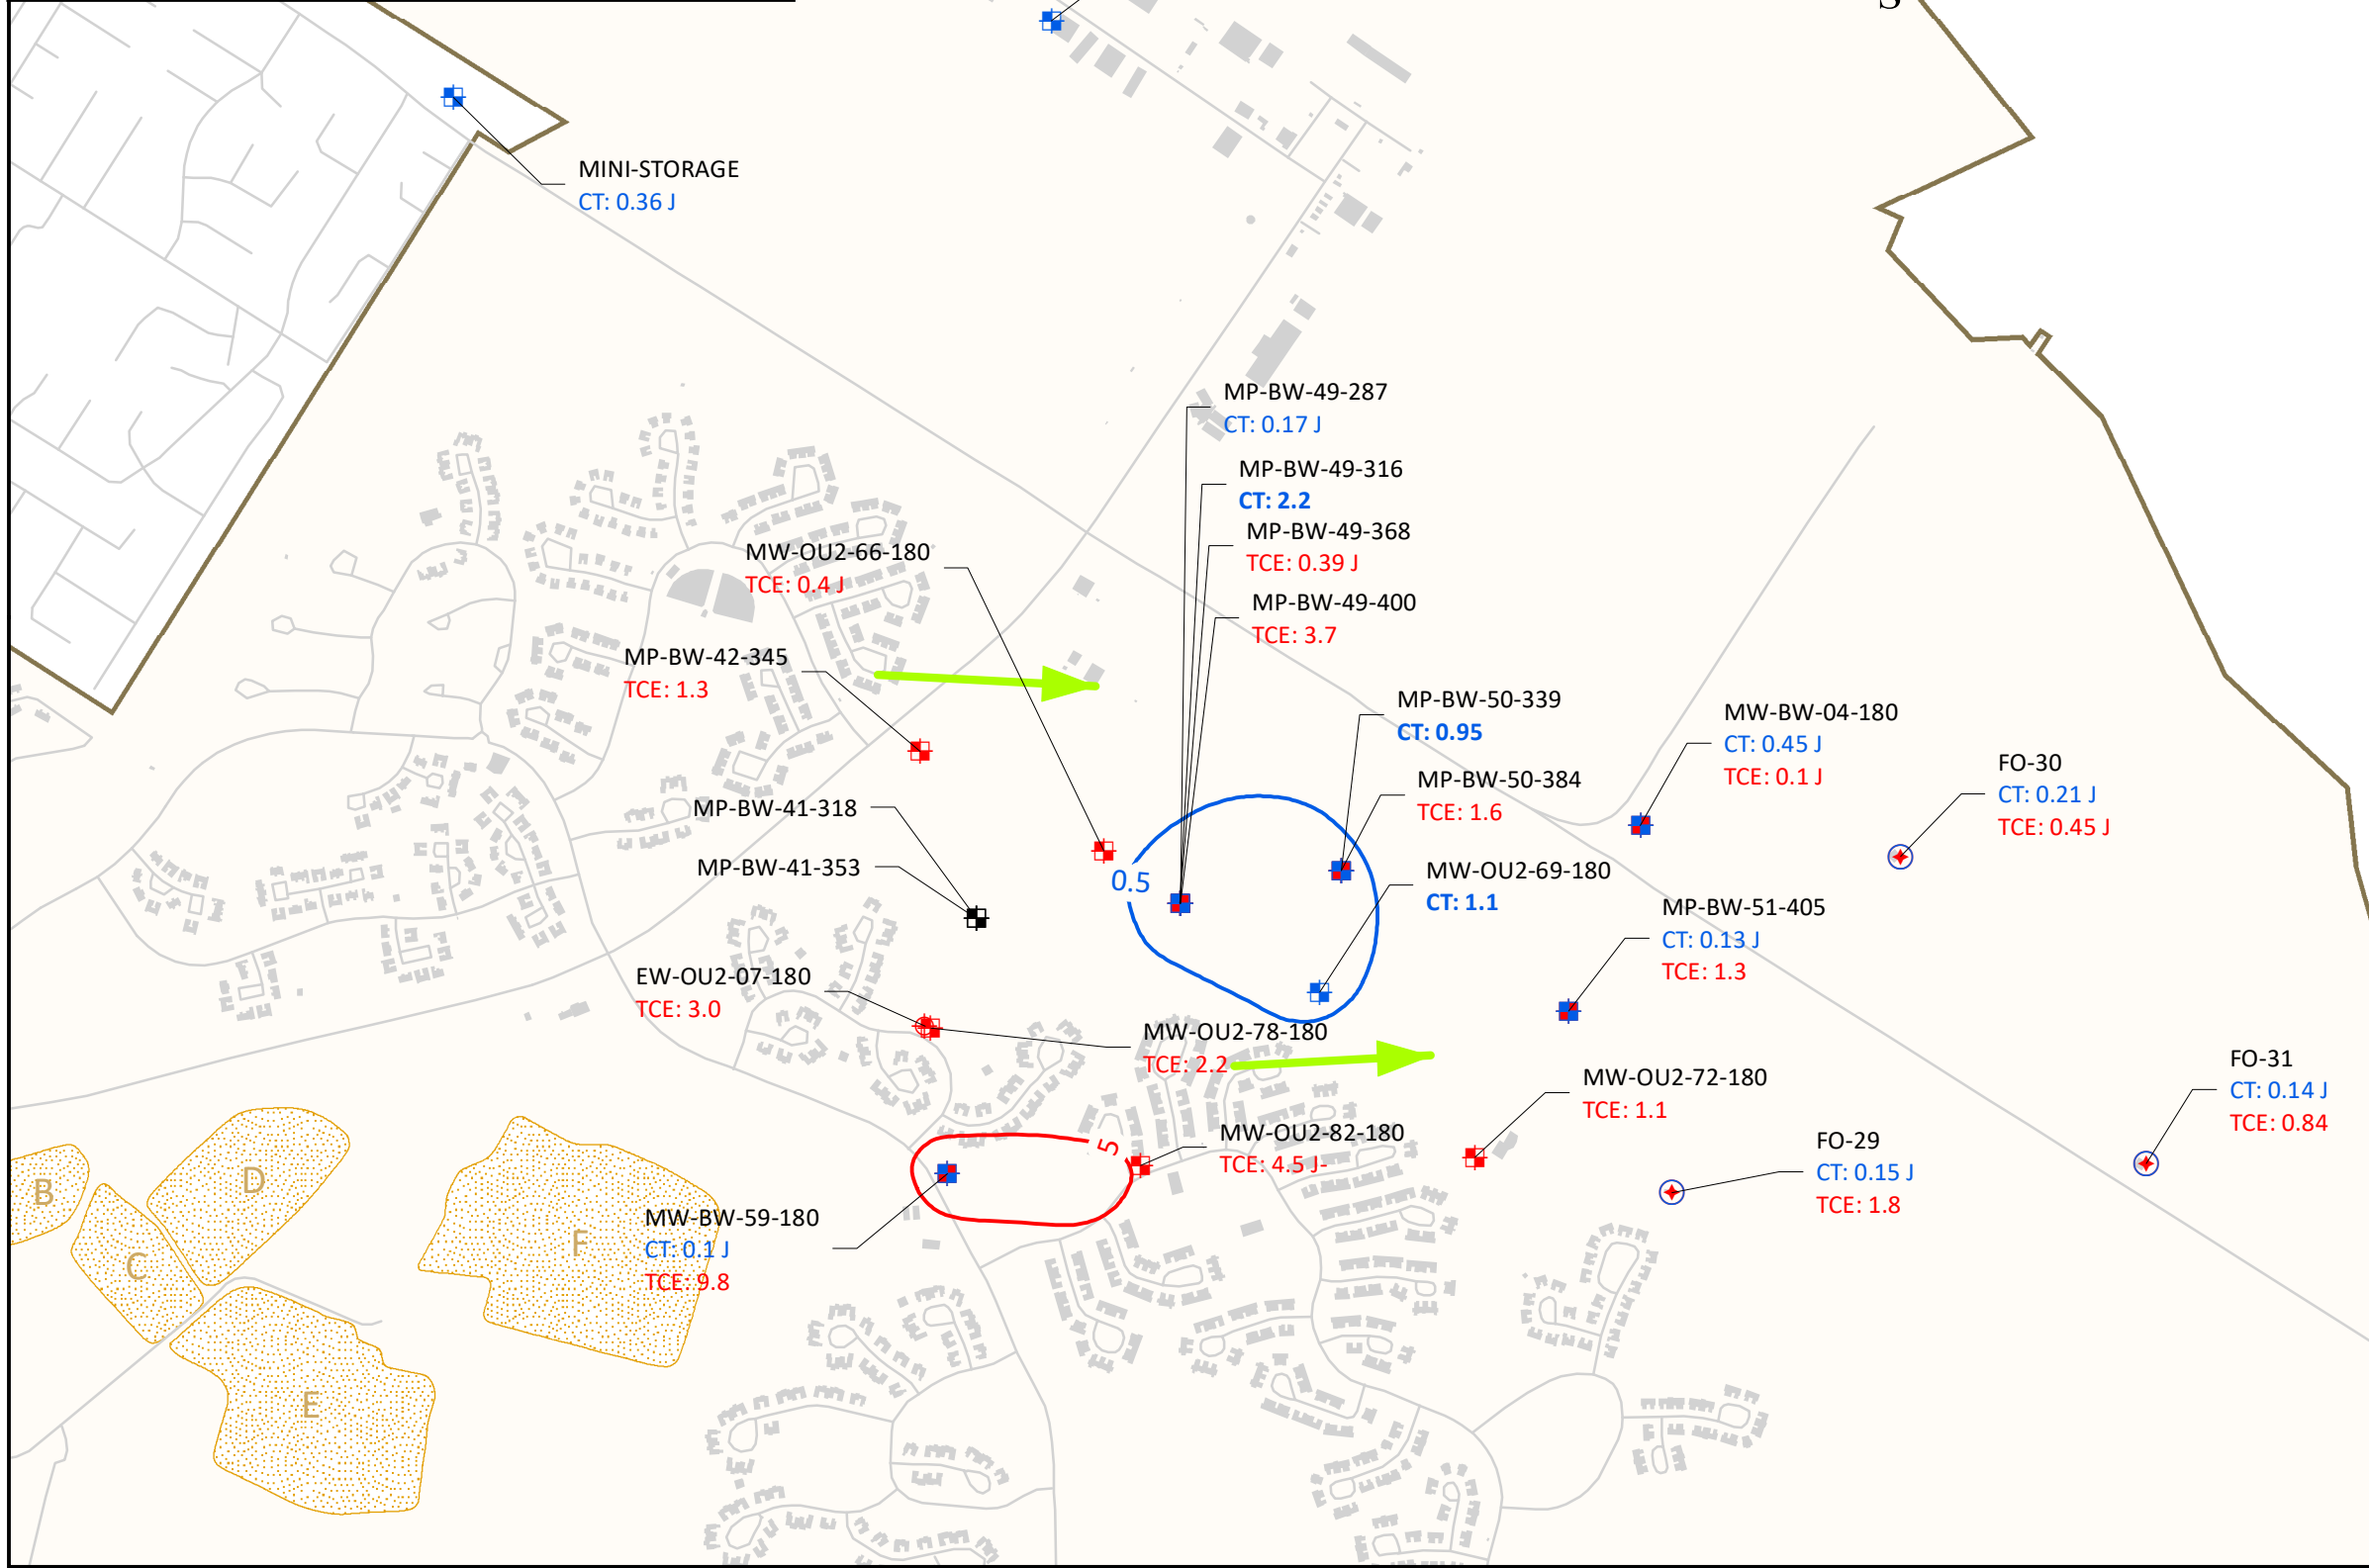 S
MINI-STORAGE
CT: 0.36 J
MP-BW-49-287
CT: 0.17 J
MP-BW-49-316
CT: 2.2
MP-BW-49-368
TCE: 0.39 J
MP-BW-49-400
TCE: 3.7
MW-OU2-66-180
TCE: 0.4 J
MP-BW-42-345
TCE: 1.3
MP-BW-50-339
CT: 0.95
MP-BW-50-384
TCE: 1.6
MW-BW-04-180
CT: 0.45 J
TCE: 0.1 J
FO-30
CT: 0.21 J
TCE: 0.45 J
MP-BW-41-318
MP-BW-41-353
0.5
MW-OU2-69-180
CT: 1.1
MP-BW-51-405
CT: 0.13 J
TCE: 1.3
EW-OU2-07-180
TCE: 3.0
MW-OU2-78-180
TCE: 2.2
MW-OU2-72-180
TCE: 1.1
FO-31
CT: 0.14 J
TCE: 0.84
MW-OU2-82-180
TCE: 4.5 J-
5
FO-29
CT: 0.15 J
TCE: 1.8
MW-BW-59-180
CT: 0.1 J
TCE: 9.8
B
D
C
F
E